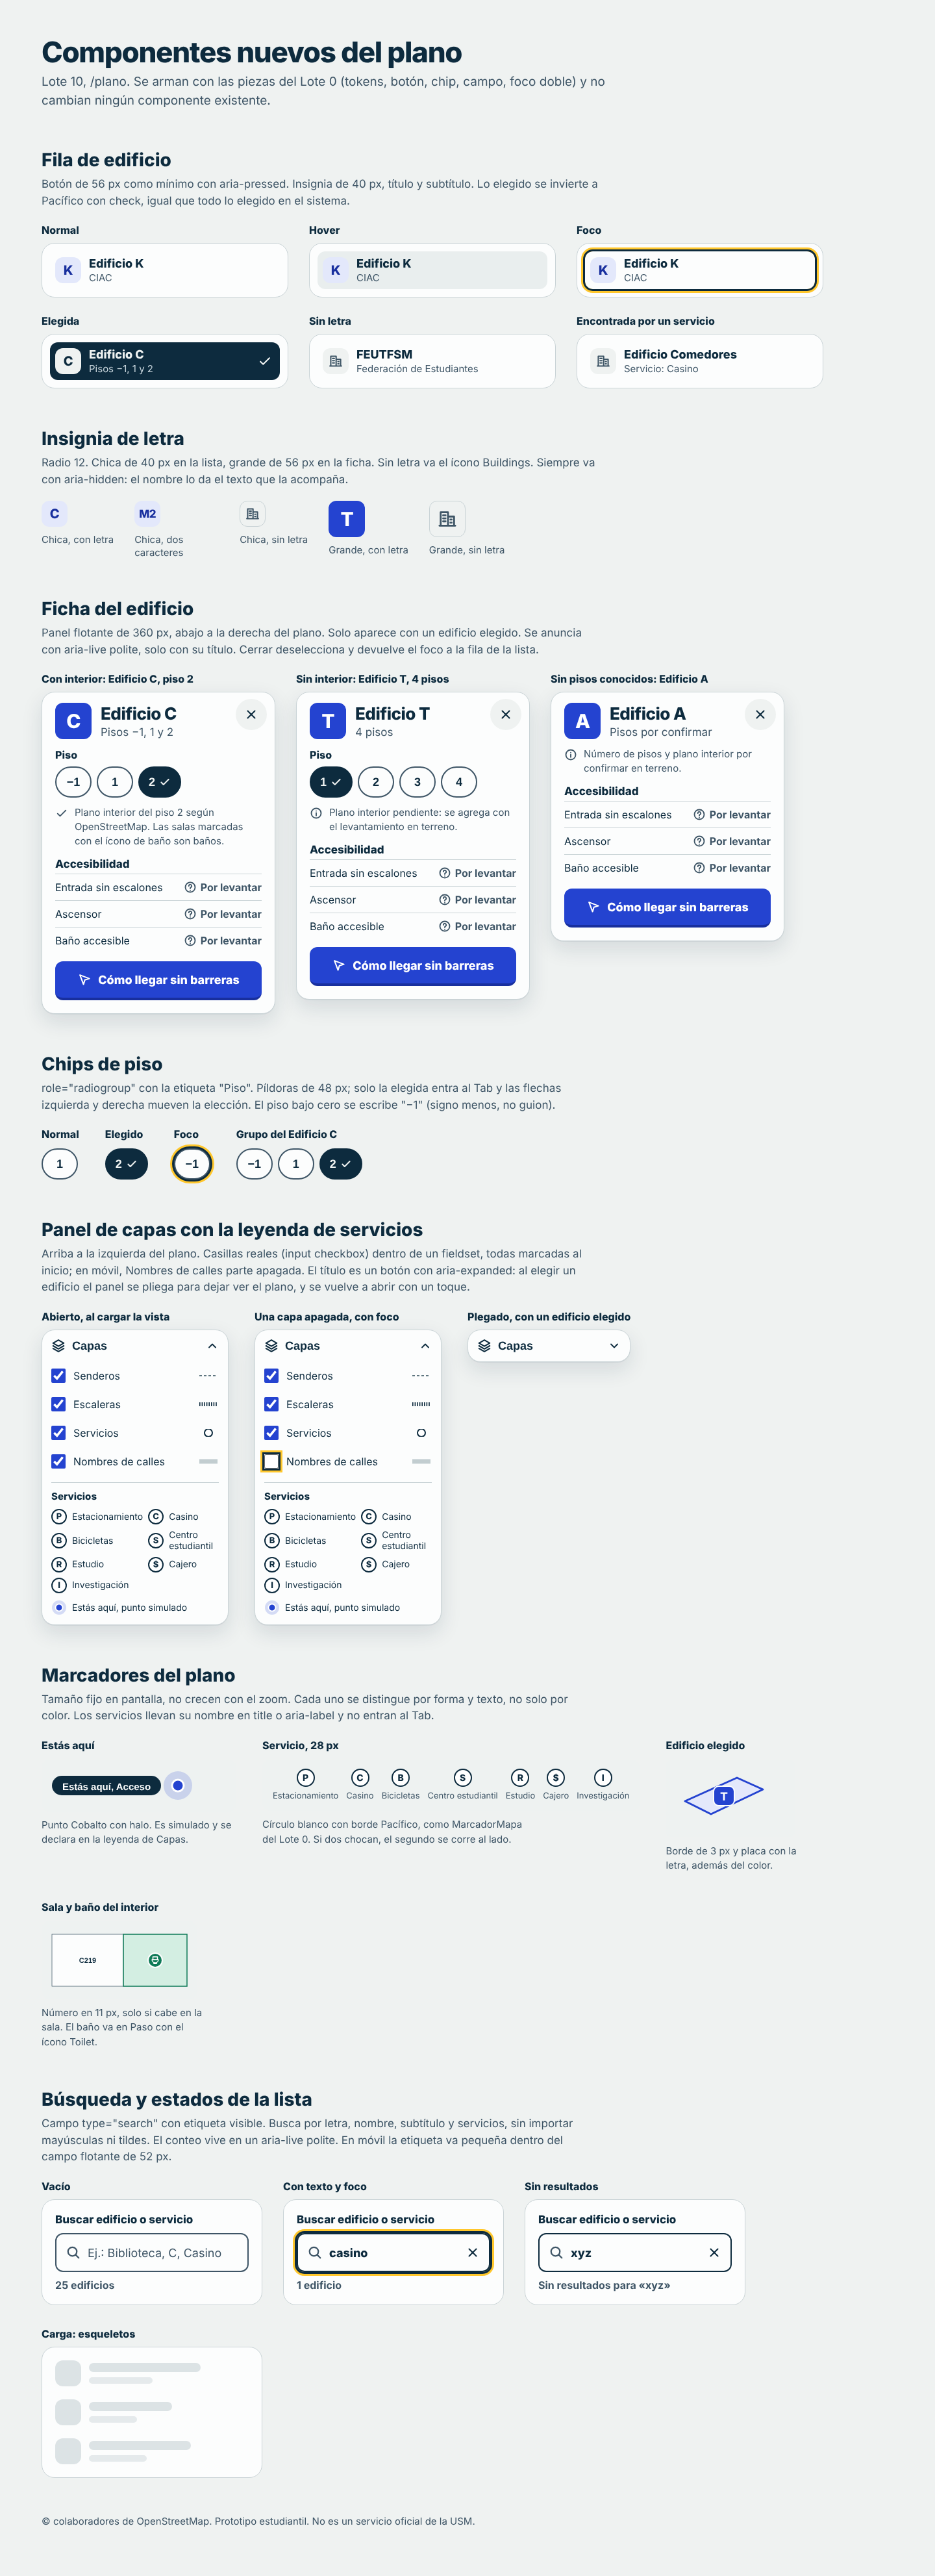 Componentes nuevos del plano
Lote 10, /plano. Se arman con las piezas del Lote 0 (tokens, botón, chip, campo, foco doble) y no
cambian ningún componente existente.
Fila de edificio
Botón de 56 px como mínimo con aria-pressed. Insignia de 40 px, título y subtítulo. Lo elegido se invierte a
Pacífico con check, igual que todo lo elegido en el sistema.
Normal
K
Edificio K
CIAC
Hover
K
Edificio K
CIAC
Foco
K
Edificio K
CIAC
Elegida
C
Edificio C
Pisos −1, 1 y 2
Sin letra
FEUTFSM
Federación de Estudiantes
Encontrada por un servicio
Edificio Comedores
Servicio: Casino
Insignia de letra
Radio 12. Chica de 40 px en la lista, grande de 56 px en la ficha. Sin letra va el ícono Buildings. Siempre va
con aria-hidden: el nombre lo da el texto que la acompaña.
C
Chica, con letra
M2
Chica, dos
caracteres
Chica, sin letra
T
Grande, con letra
Grande, sin letra
Ficha del edificio
Panel flotante de 360 px, abajo a la derecha del plano. Solo aparece con un edificio elegido. Se anuncia
con aria-live polite, solo con su título. Cerrar deselecciona y devuelve el foco a la fila de la lista.
Con interior: Edificio C, piso 2
C
Edificio C
Pisos −1, 1 y 2
Piso
−1 1 2
Plano interior del piso 2 según
OpenStreetMap. Las salas marcadas
con el ícono de baño son baños.
Accesibilidad
Entrada sin escalones Por levantar
Ascensor Por levantar
Baño accesible Por levantar
Cómo llegar sin barreras
Sin interior: Edificio T, 4 pisos
T
Edificio T
4 pisos
Piso
1 2 3 4
Plano interior pendiente: se agrega con
el levantamiento en terreno.
Accesibilidad
Entrada sin escalones Por levantar
Ascensor Por levantar
Baño accesible Por levantar
Cómo llegar sin barreras
Sin pisos conocidos: Edificio A
A
Edificio A
Pisos por confirmar
Número de pisos y plano interior por
confirmar en terreno.
Accesibilidad
Entrada sin escalones Por levantar
Ascensor Por levantar
Baño accesible Por levantar
Cómo llegar sin barreras
Chips de piso
role="radiogroup" con la etiqueta "Piso". Píldoras de 48 px; solo la elegida entra al Tab y las flechas
izquierda y derecha mueven la elección. El piso bajo cero se escribe "−1" (signo menos, no guion).
Normal
1
Elegido
2
Foco
−1
Grupo del Edificio C
−1 1 2
Panel de capas con la leyenda de servicios
Arriba a la izquierda del plano. Casillas reales (input checkbox) dentro de un fieldset, todas marcadas al
inicio; en móvil, Nombres de calles parte apagada. El título es un botón con aria-expanded: al elegir un
edificio el panel se pliega para dejar ver el plano, y se vuelve a abrir con un toque.
Abierto, al cargar la vista
Capas
Senderos
Escaleras
Servicios
Nombres de calles
Servicios
P Estacionamiento C Casino
B Bicicletas S Centro
estudiantil
R Estudio $ Cajero
I Investigación
Estás aquí, punto simulado
Una capa apagada, con foco
Capas
Senderos
Escaleras
Servicios
Nombres de calles
Servicios
P Estacionamiento C Casino
B Bicicletas S Centro
estudiantil
R Estudio $ Cajero
I Investigación
Estás aquí, punto simulado
Plegado, con un edificio elegido
Capas
Marcadores del plano
Tamaño fijo en pantalla, no crecen con el zoom. Cada uno se distingue por forma y texto, no solo por
color. Los servicios llevan su nombre en title o aria-label y no entran al Tab.
Estás aquí
Estás aquí, Acceso
Punto Cobalto con halo. Es simulado y se
declara en la leyenda de Capas.
Servicio, 28 px
P C B S R $ I
Estacionamiento Casino Bicicletas Centro estudiantil Estudio Cajero Investigación
Círculo blanco con borde Pacífico, como MarcadorMapa
del Lote 0. Si dos chocan, el segundo se corre al lado.
Edificio elegido
T
Borde de 3 px y placa con la
letra, además del color.
Sala y baño del interior
C219
Número en 11 px, solo si cabe en la
sala. El baño va en Paso con el
ícono Toilet.
Búsqueda y estados de la lista
Campo type="search" con etiqueta visible. Busca por letra, nombre, subtítulo y servicios, sin importar
mayúsculas ni tildes. El conteo vive en un aria-live polite. En móvil la etiqueta va pequeña dentro del
campo flotante de 52 px.
Vacío
Buscar edificio o servicio
Ej.: Biblioteca, C, Casino
25 edificios
Con texto y foco
Buscar edificio o servicio
casino
1 edificio
Sin resultados
Buscar edificio o servicio
xyz
Sin resultados para «xyz»
Carga: esqueletos
© colaboradores de OpenStreetMap. Prototipo estudiantil. No es un servicio oficial de la USM.